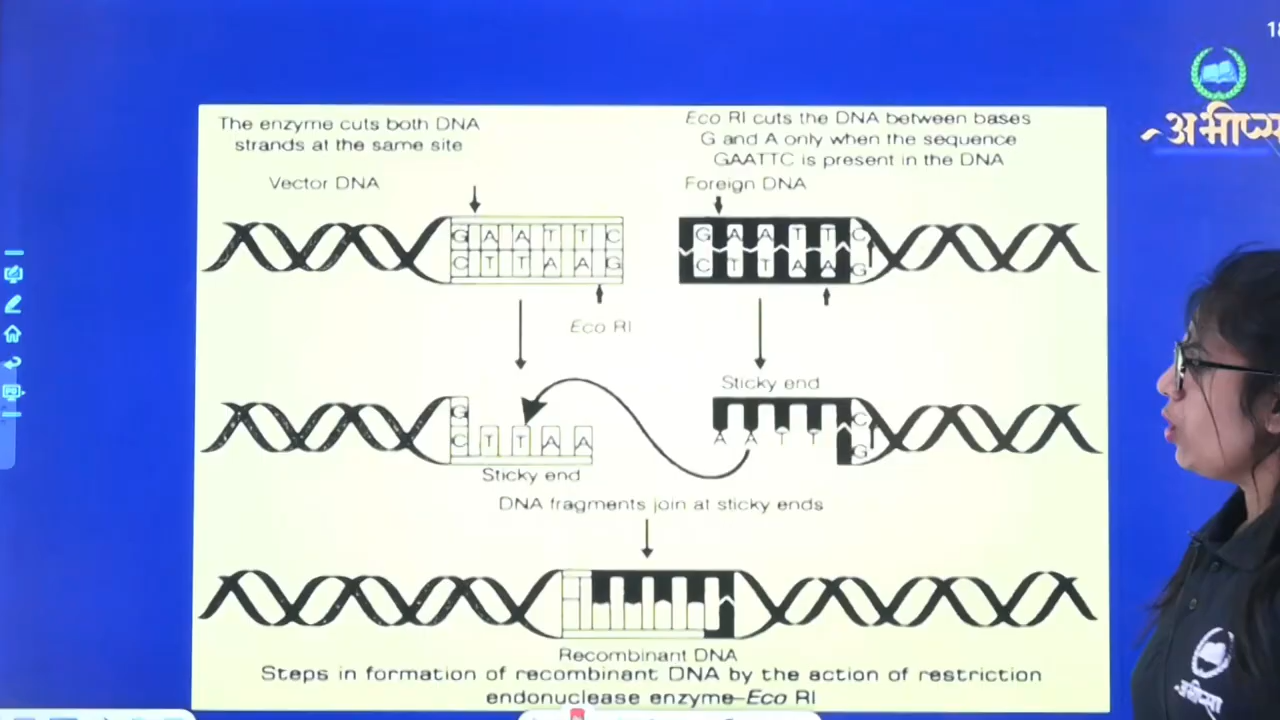 18
अभीप्सा
The enzyme cuts both DNA
strands at the same site
Eco RI cuts the DNA between bases
G and A only when the sequence
GAATTC is present in the DNA
Vector DNA
Foreign DNA
G A A T T C
C T T A A G
G A A T T C
C T T A A G
Eco RI
Sticky end
G
C T T A A
A A T T
C
G
Sticky end
DNA fragments join at sticky ends
Recombinant DNA
Steps in formation of recombinant DNA by the action of restriction
endonuclease enzyme–Eco RI
अभीप्सा